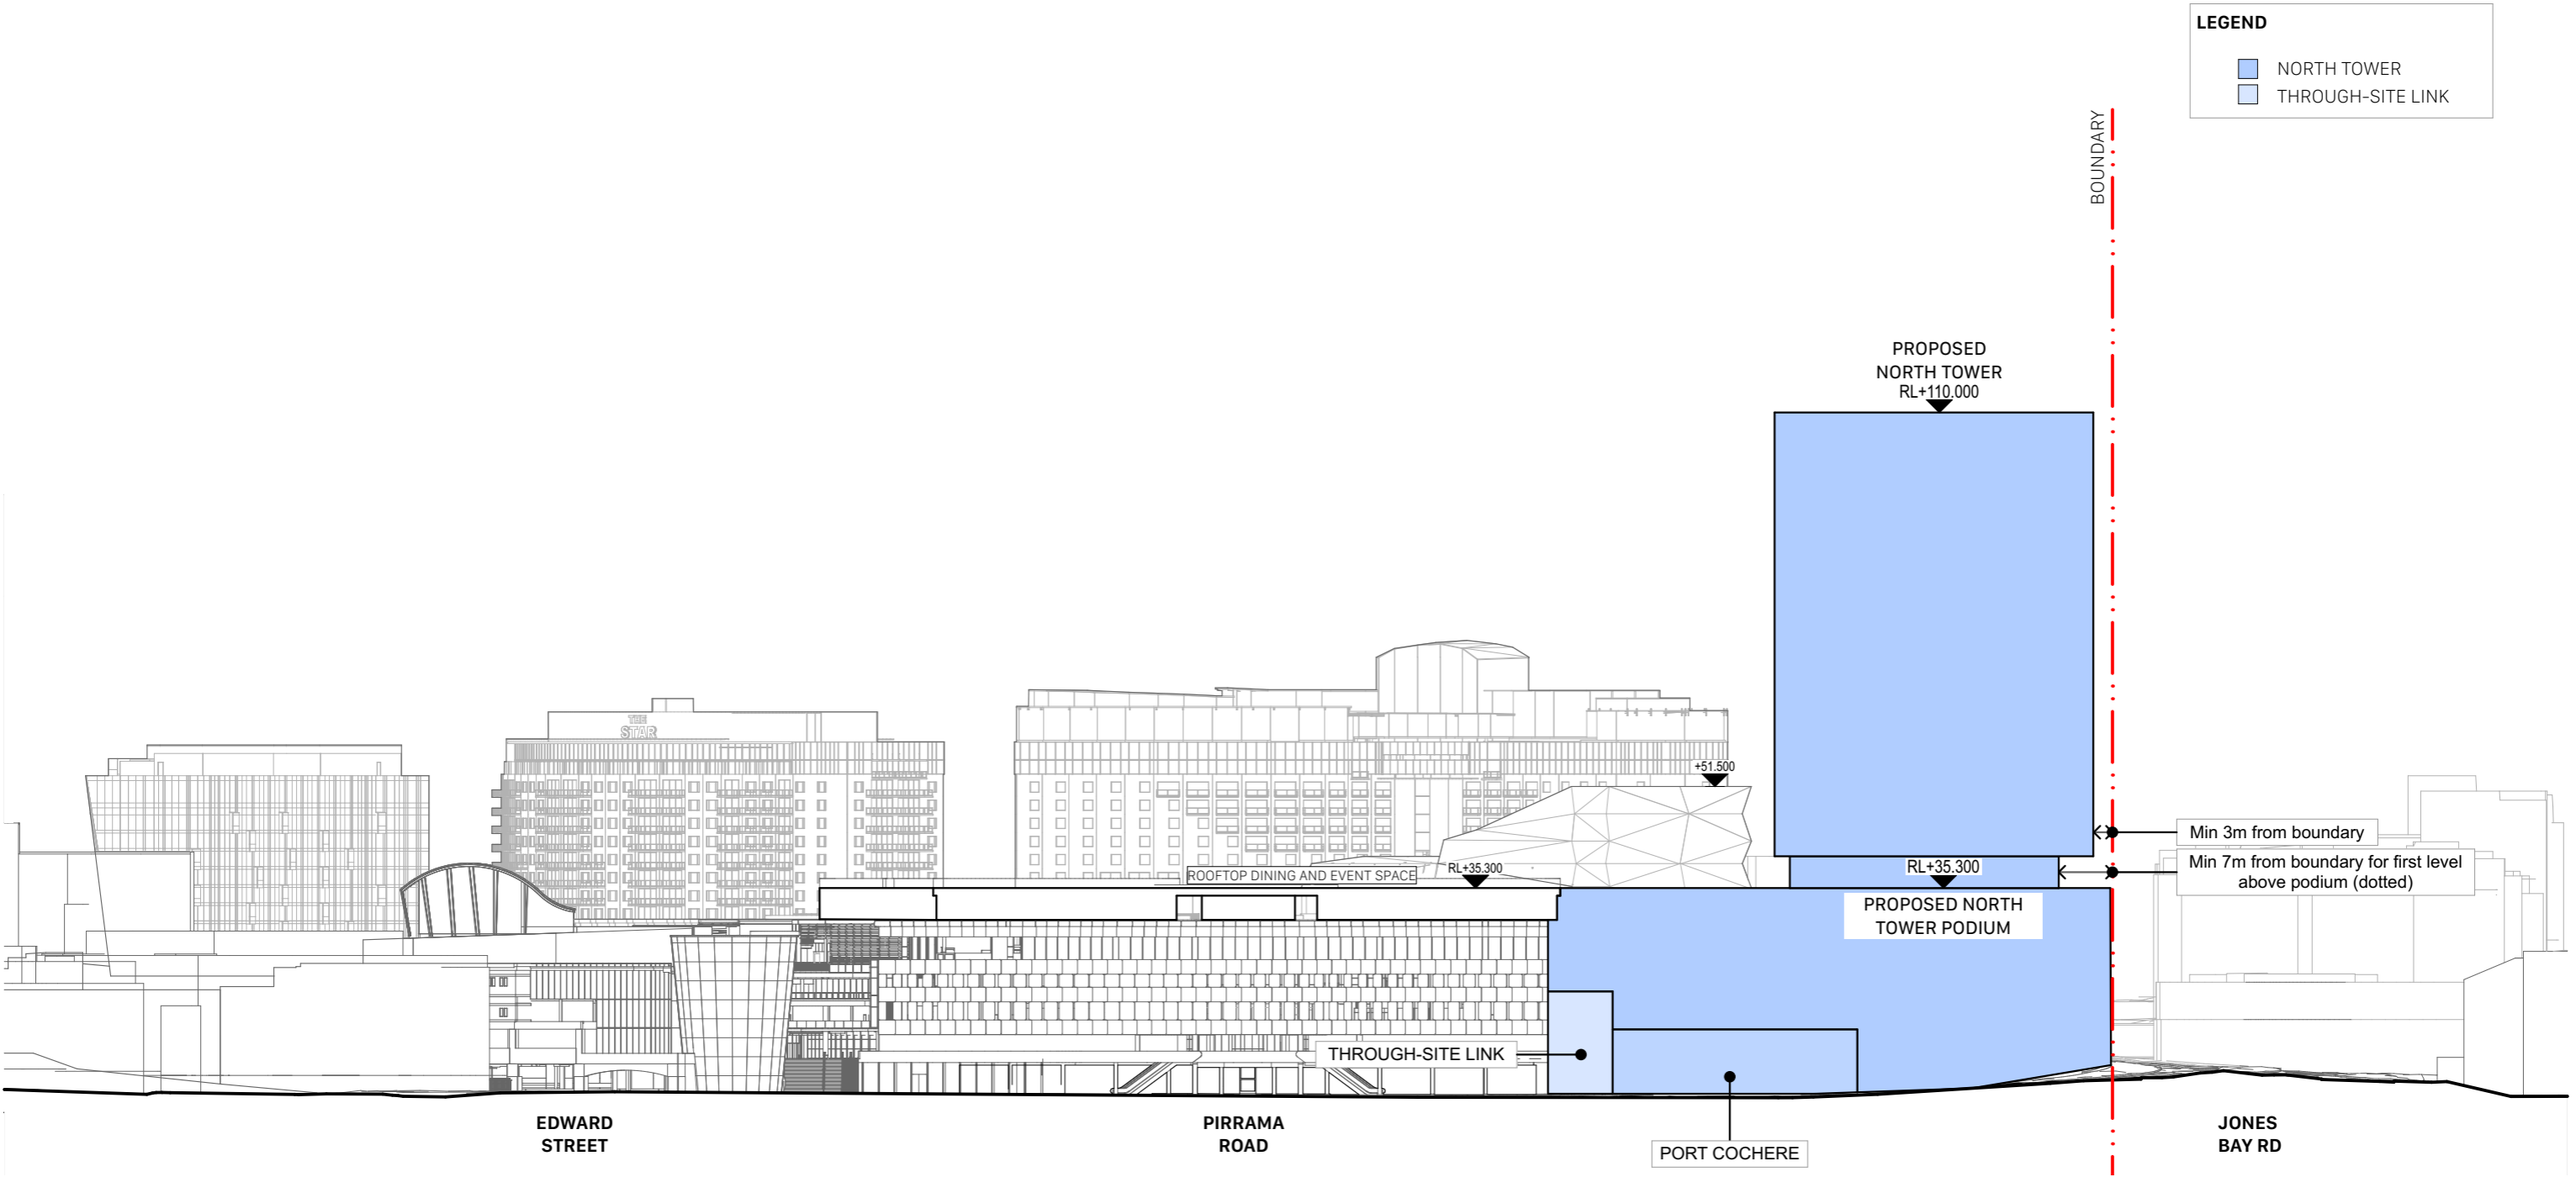 LEGEND
NORTH TOWER
THROUGH-SITE LINK
BOUNDARY
PROPOSED
NORTH TOWER
RL+110.000
THE
STAR
+51.500
Min 3m from boundary
Min 7m from boundary for first level
above podium (dotted)
RL+35.300
ROOFTOP DINING AND EVENT SPACE
RL+35.300
PROPOSED NORTH
TOWER PODIUM
THROUGH-SITE LINK
PORT COCHERE
EDWARD
STREET
PIRRAMA
ROAD
JONES
BAY RD